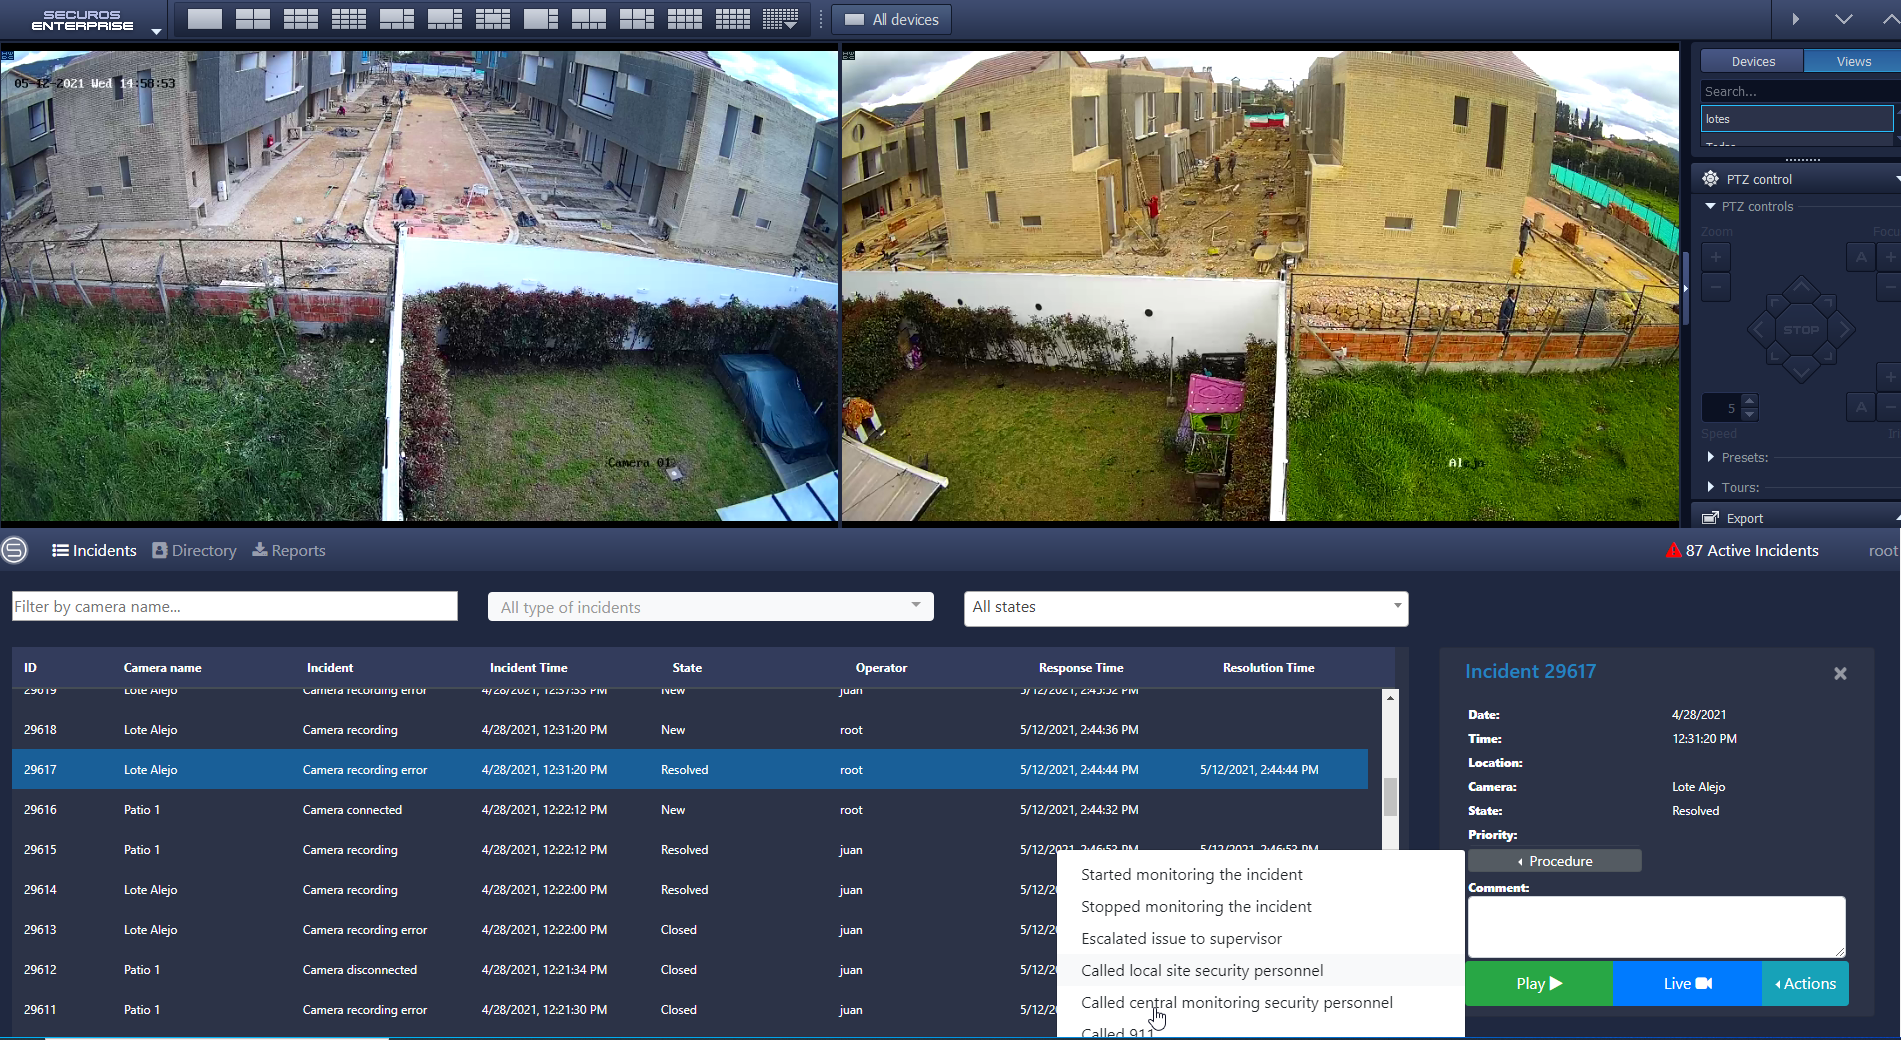 SECUROS
ENTERPRISE
All devices
05-12-2021 Wed 14:58:53
Camera 01
Devices
Views
Search...
lotes
PTZ control
PTZ controls
Zoom
STOP
A
A
5
Speed
Presets:
Tours:
Export
Incidents
Directory
Reports
87 Active Incidents
root
Filter by camera name...
All type of incidents
All states
ID Camera name Incident Incident Time State Operator Response Time Resolution Time
29619 Lote Alejo Camera recording error 4/28/2021, 12:37:33 PM New juan 5/12/2021, 2:45:52 PM
29618 Lote Alejo Camera recording 4/28/2021, 12:31:20 PM New root 5/12/2021, 2:44:36 PM
29617 Lote Alejo Camera recording error 4/28/2021, 12:31:20 PM Resolved root 5/12/2021, 2:44:44 PM 5/12/2021, 2:44:44 PM
29616 Patio 1 Camera connected 4/28/2021, 12:22:12 PM New root 5/12/2021, 2:44:32 PM
29615 Patio 1 Camera recording 4/28/2021, 12:22:12 PM Resolved juan 5/12/2021, 2:46:53 PM 5/12/2021, 2:46:53 PM
29614 Lote Alejo Camera recording 4/28/2021, 12:22:00 PM Resolved juan
29613 Lote Alejo Camera recording error 4/28/2021, 12:22:00 PM Closed juan
29612 Patio 1 Camera disconnected 4/28/2021, 12:21:34 PM Closed juan
29611 Patio 1 Camera recording error 4/28/2021, 12:21:30 PM Closed juan
Started monitoring the incident
Stopped monitoring the incident
Escalated issue to supervisor
Called local site security personnel
Called central monitoring security personnel
Called 911
Incident 29617
Date: 4/28/2021
Time: 12:31:20 PM
Location:
Camera: Lote Alejo
State: Resolved
Priority:
Procedure
Comment:
Play
Live
Actions